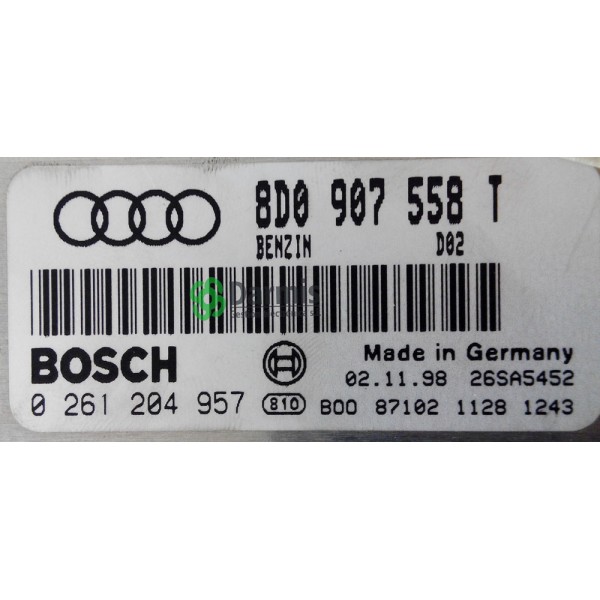 8D0 907 558 T
BENZIN D02
Darmis
BOSCH
Made in Germany
02.11.98 26SA5452
0 261 204 957 810 B00 87102 1128 1243